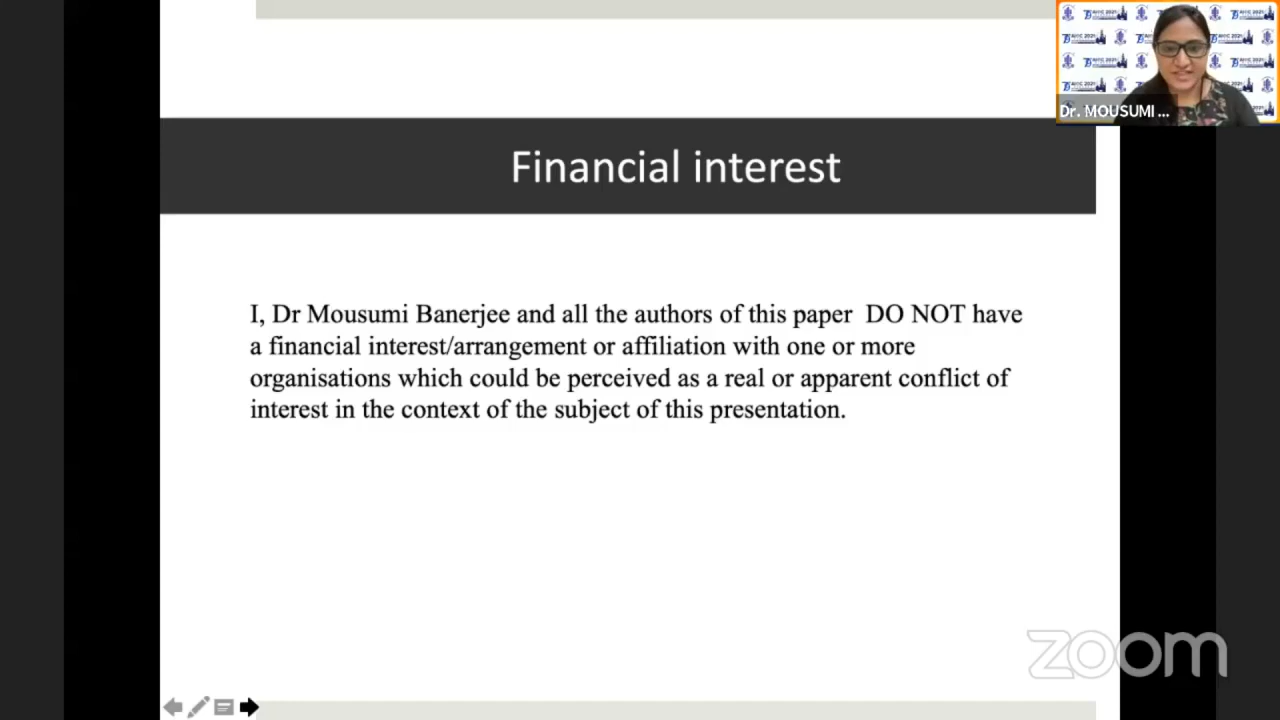 Financial interest
I, Dr Mousumi Banerjee and all the authors of this paper DO NOT have
a financial interest/arrangement or affiliation with one or more
organisations which could be perceived as a real or apparent conflict of
interest in the context of the subject of this presentation.
Dr. MOUSUMI ...
zoom